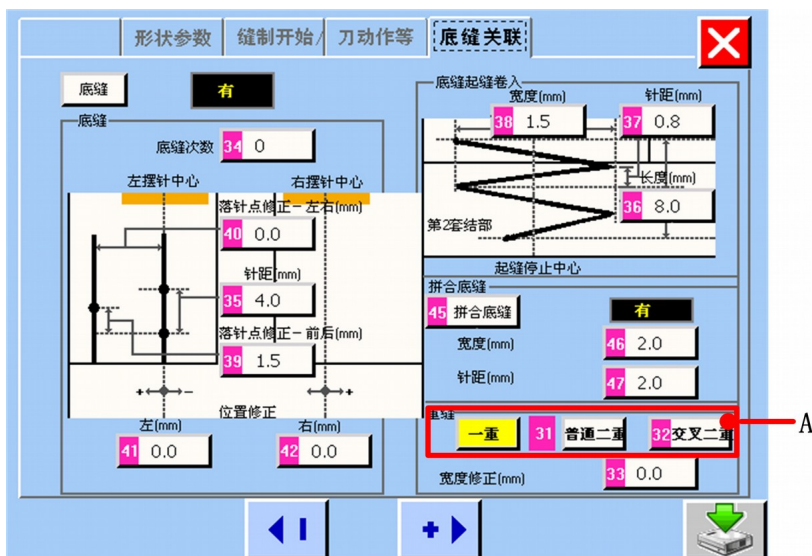 形状参数 缝制开始/ 刀动作等 底缝关联
底缝 有
底缝
底缝次数 34 0
左摆针中心 右摆针中心
落针点修正-左右(mm)
40 0.0
针距(mm)
35 4.0
落针点修正-前后(mm)
39 1.5
+ - - +
位置修正
左(mm) 右(mm)
41 0.0 42 0.0
底缝起缝卷入
宽度(mm) 针距(mm)
38 1.5 37 0.8
长度(mm)
36 8.0
第2套结部
起缝停止中心
拼合底缝
45 拼合底缝 有
宽度(mm) 46 2.0
针距(mm) 47 2.0
重缝
一重 31 普通二重 32 交叉二重 A
宽度修正(mm) 33 0.0